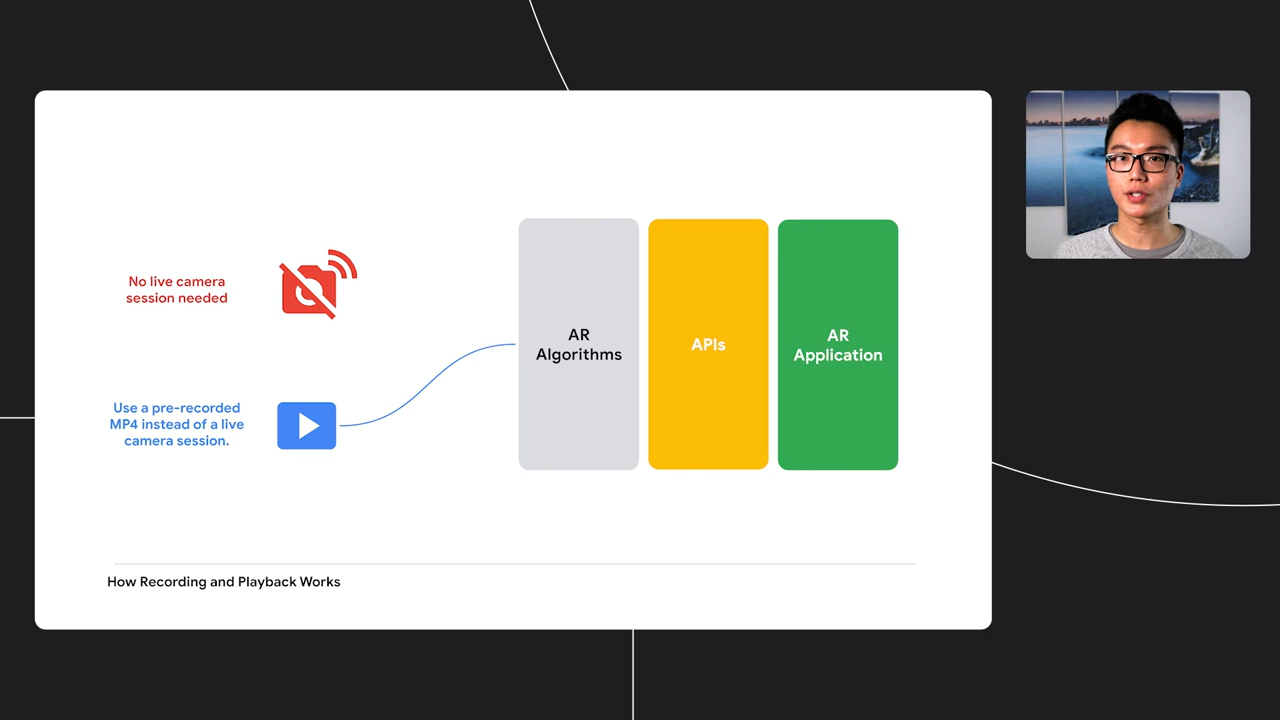 No live camera
session needed
Use a pre-recorded
MP4 instead of a live
camera session.
AR
Algorithms
APIs
AR
Application
How Recording and Playback Works